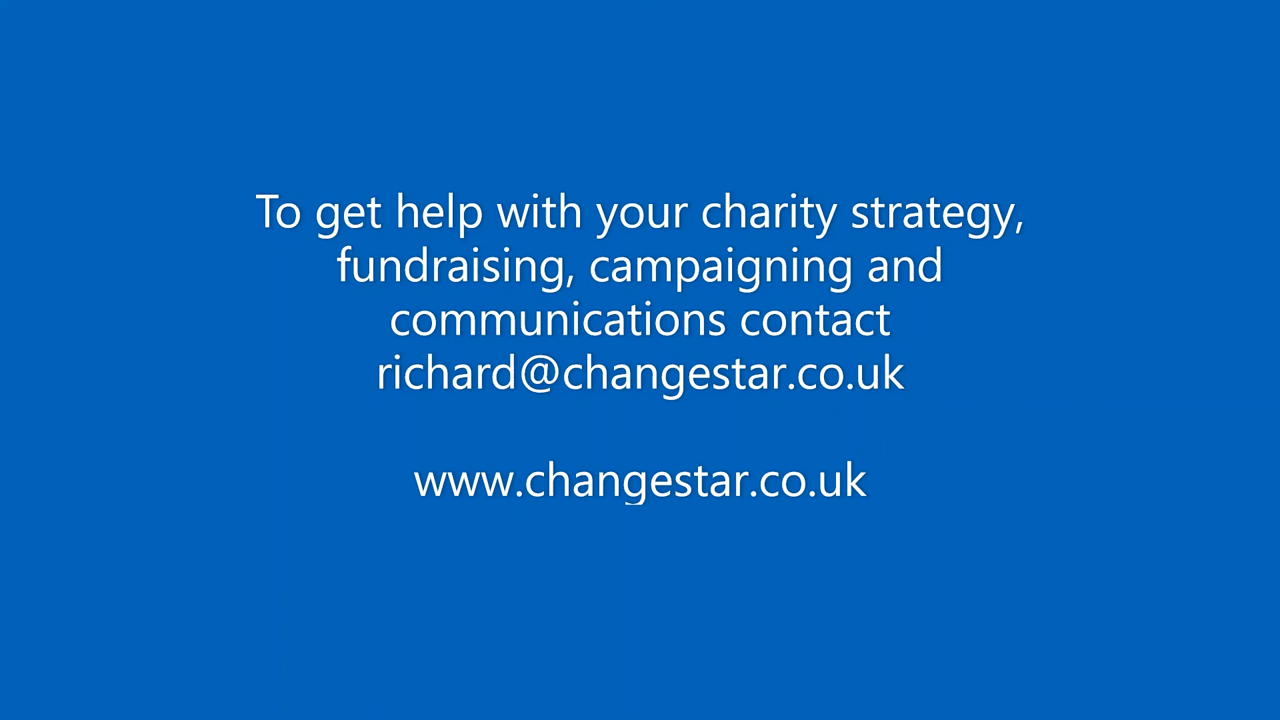 To get help with your charity strategy,
fundraising, campaigning and
communications contact
richard@changestar.co.uk
www.changestar.co.uk